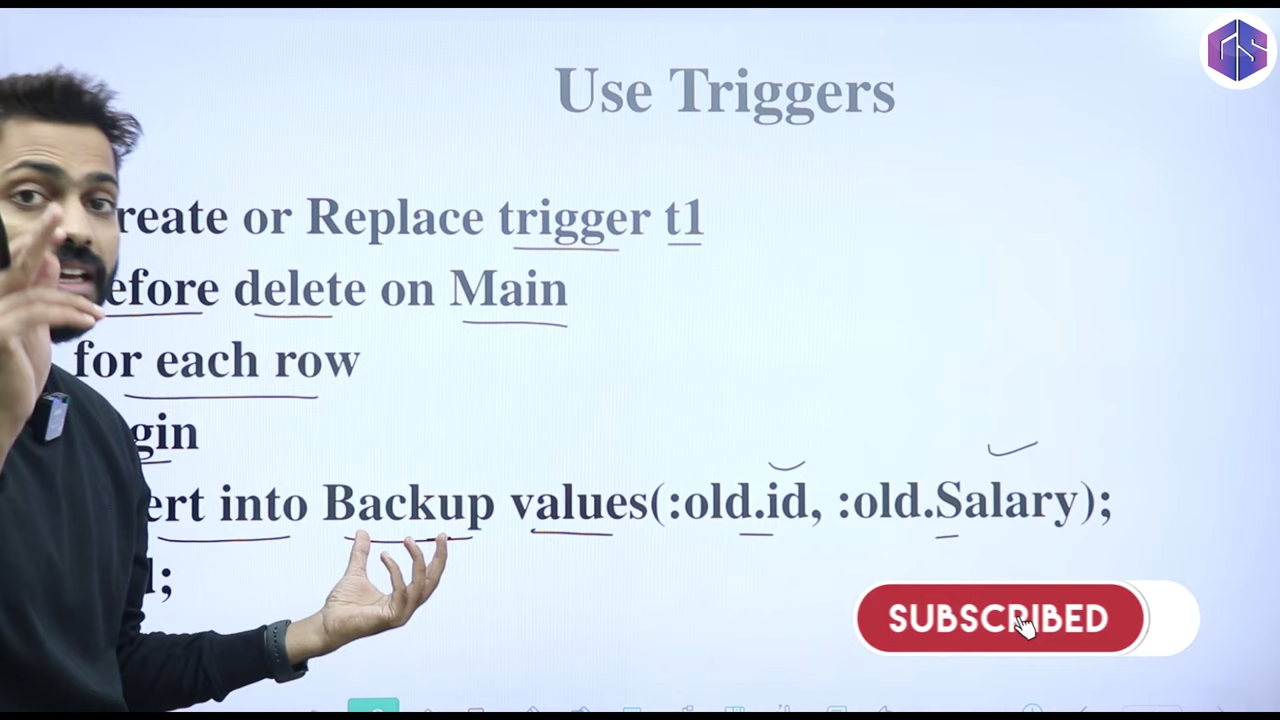 Use Triggers
reate or Replace trigger t1
efore delete on Main
for each row
gin
ert into Backup values(:old.id, :old.Salary);
;
SUBSCRIBED